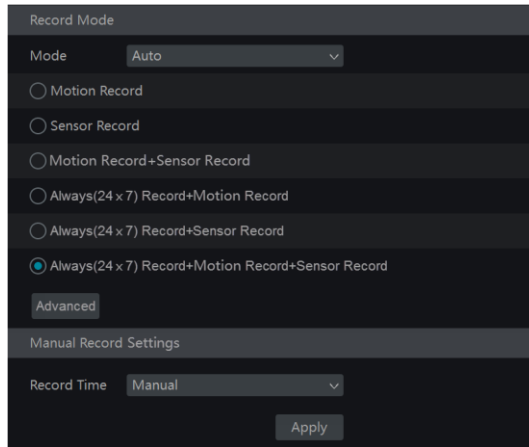 Record Mode
Mode Auto
Motion Record
Sensor Record
Motion Record+Sensor Record
Always(24×7) Record+Motion Record
Always(24×7) Record+Sensor Record
Always(24×7) Record+Motion Record+Sensor Record
Advanced
Manual Record Settings
Record Time Manual
Apply